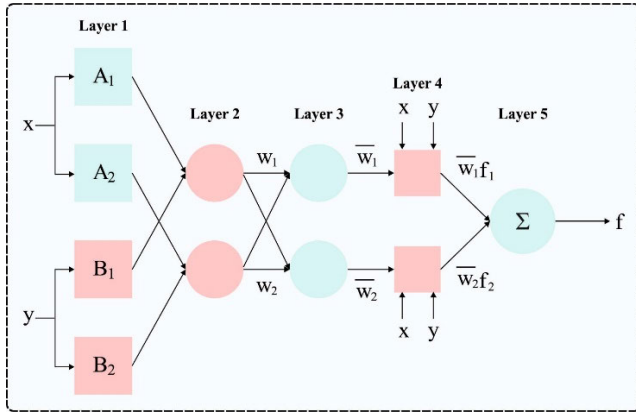 Layer 1
Layer 2
Layer 3
Layer 4
Layer 5
x
y
A₁
A₂
B₁
B₂
w₁
w₂
w̅₁
w̅₂
x y
x y
w̅₁f₁
w̅₂f₂
Σ
f